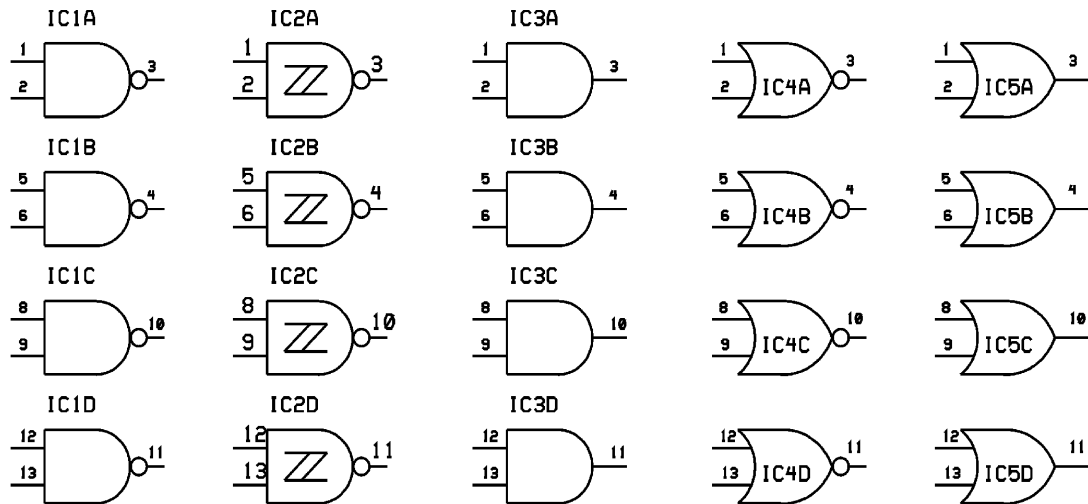 IC1A IC2A IC3A
1 3 1 3 1 3 1 3 1 3
2 2 2 2 IC4A 2 IC5A
IC1B IC2B IC3B
5 4 5 4 5 4 5 4 5 4
6 6 6 6 IC4B 6 IC5B
IC1C IC2C IC3C
8 10 8 10 8 10 8 10 8 10
9 9 9 9 IC4C 9 IC5C
IC1D IC2D IC3D
12 11 12 11 12 11 12 11 12 11
13 13 13 13 IC4D 13 IC5D